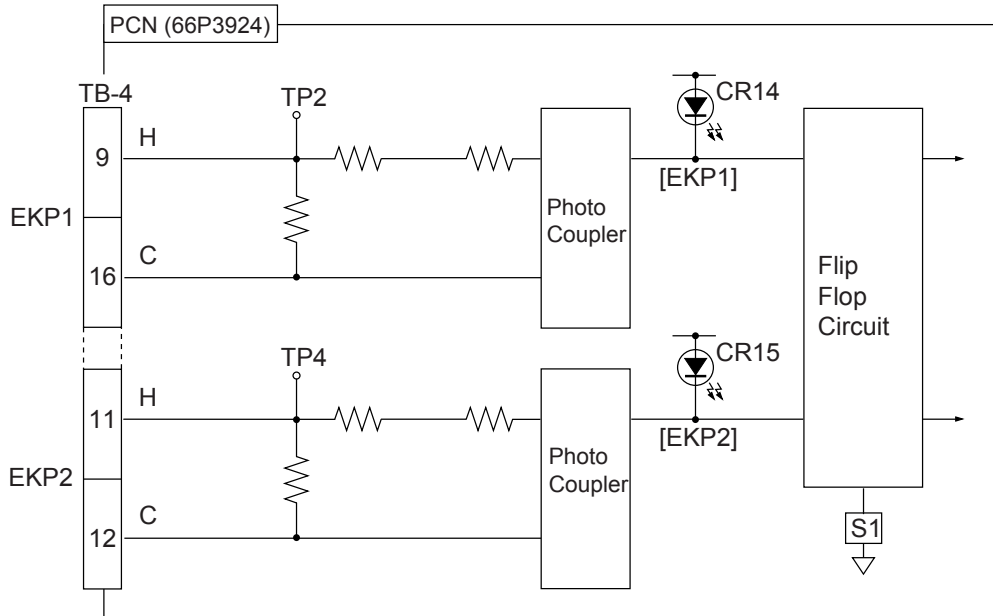 PCN (66P3924)
TB-4
TP2
CR14
H
9
[EKP1]
EKP1
Photo
Coupler
C
16
Flip
Flop
Circuit
TP4
CR15
H
11
[EKP2]
EKP2
Photo
Coupler
C
12
S1